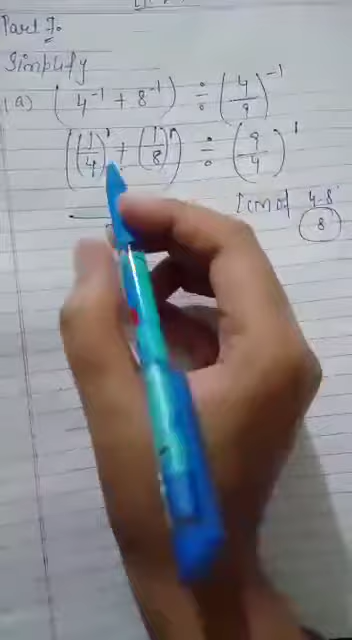 Part 7.
Simplify
(a) (4⁻¹ + 8⁻¹) ÷ (4/9)⁻¹
((1/4)¹ + (1/8)¹) ÷ (9/4)¹
lcm of 4-8
8